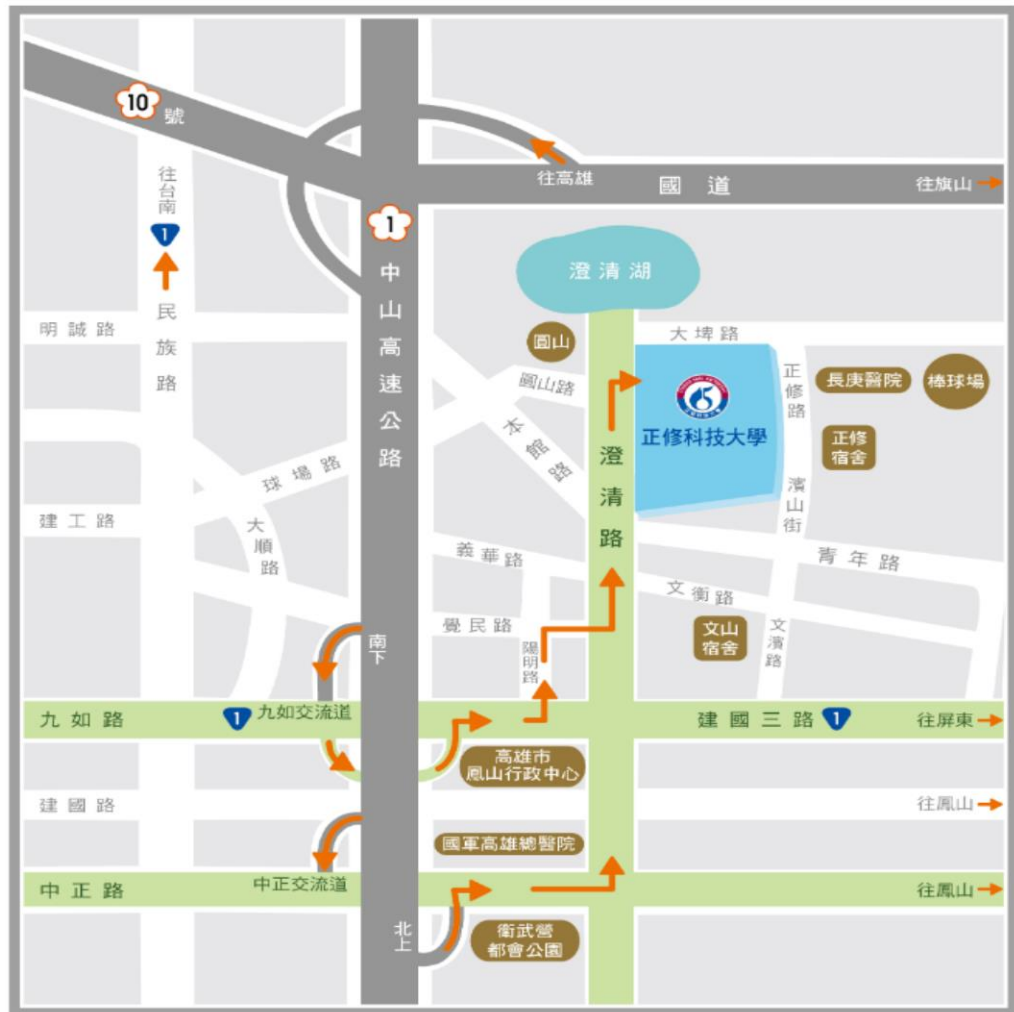 10
號
往高雄
國道
往旗山
往台南
1
1
中山高速公路
澄清湖
民族路
明誠路
圓山
大埤路
圓山路
正修路
長庚醫院
棒球場
正修科技大學
本館路
正修
宿舍
澄清路
球場路
建工路
大順路
濱山街
義華路
青年路
文衡路
覺民路
陽明路
文山
宿舍
文濱路
南下
九如路
1
九如交流道
建國三路
1
往屏東
高雄市
鳳山行政中心
建國路
往鳳山
國軍高雄總醫院
中正路
中正交流道
往鳳山
北上
衛武營
都會公園